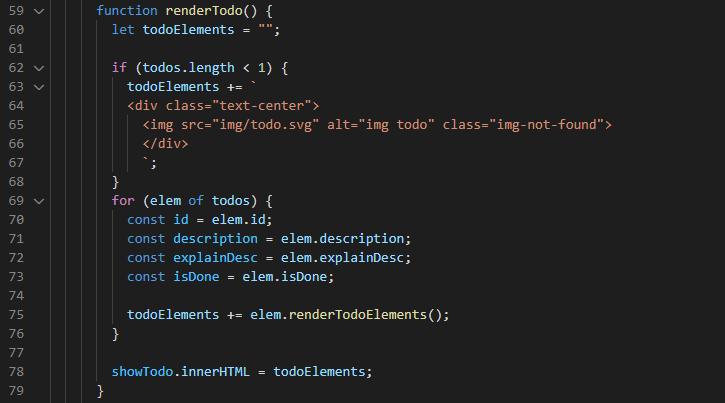 59 function renderTodo() {
60 let todoElements = "";
61
62 if (todos.length < 1) {
63 todoElements += `
64 <div class="text-center">
65 <img src="img/todo.svg" alt="img todo" class="img-not-found">
66 </div>
67 `;
68 }
69 for (elem of todos) {
70 const id = elem.id;
71 const description = elem.description;
72 const explainDesc = elem.explainDesc;
73 const isDone = elem.isDone;
74
75 todoElements += elem.renderTodoElements();
76 }
77
78 showTodo.innerHTML = todoElements;
79 }